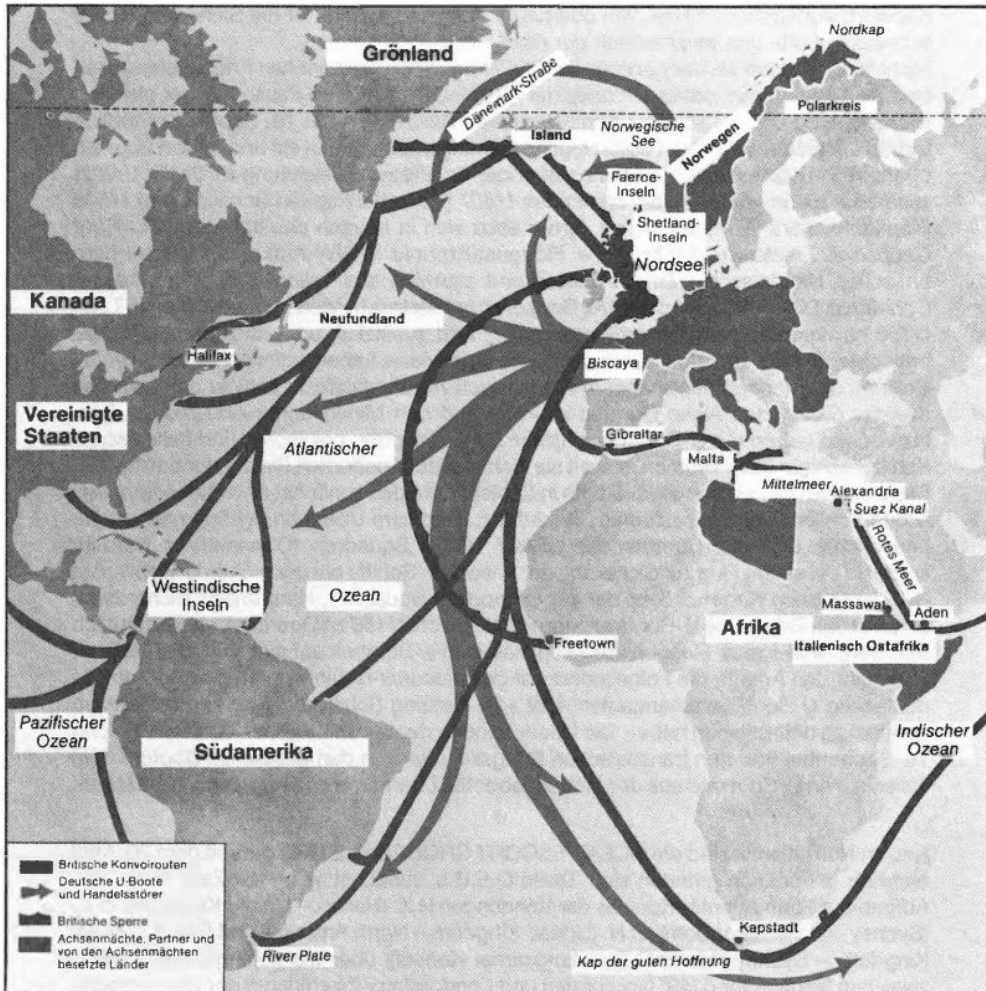 Nordkap
Grönland
Dänemark-Straße
Polarkreis
Island
Norwegische
See
Norwegen
Faeroe-
Inseln
Shetland-
Inseln
Nordsee
Kanada
Neufundland
Halifax
Biscaya
Vereinigte
Staaten
Atlantischer
Gibraltar
Malta
Mittelmeer
Alexandria
Suez Kanal
Rotes Meer
Westindische
Inseln
Ozean
Massawa
Aden
Freetown
Afrika
Italienisch Ostafrika
Pazifischer
Ozean
Südamerika
Indischer
Ozean
Britische Konvoirouten
Deutsche U-Boote
und Handelsstörer
Britische Sperre
Achsenmächte, Partner und
von den Achsenmächten
besetzte Länder
River Plate
Kapstadt
Kap der guten Hoffnung